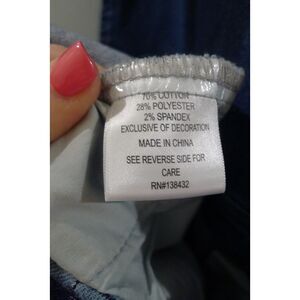 70% COTTON
28% POLYESTER
2% SPANDEX
EXCLUSIVE OF DECORATION
MADE IN CHINA
SEE REVERSE SIDE FOR
CARE
RN#138432